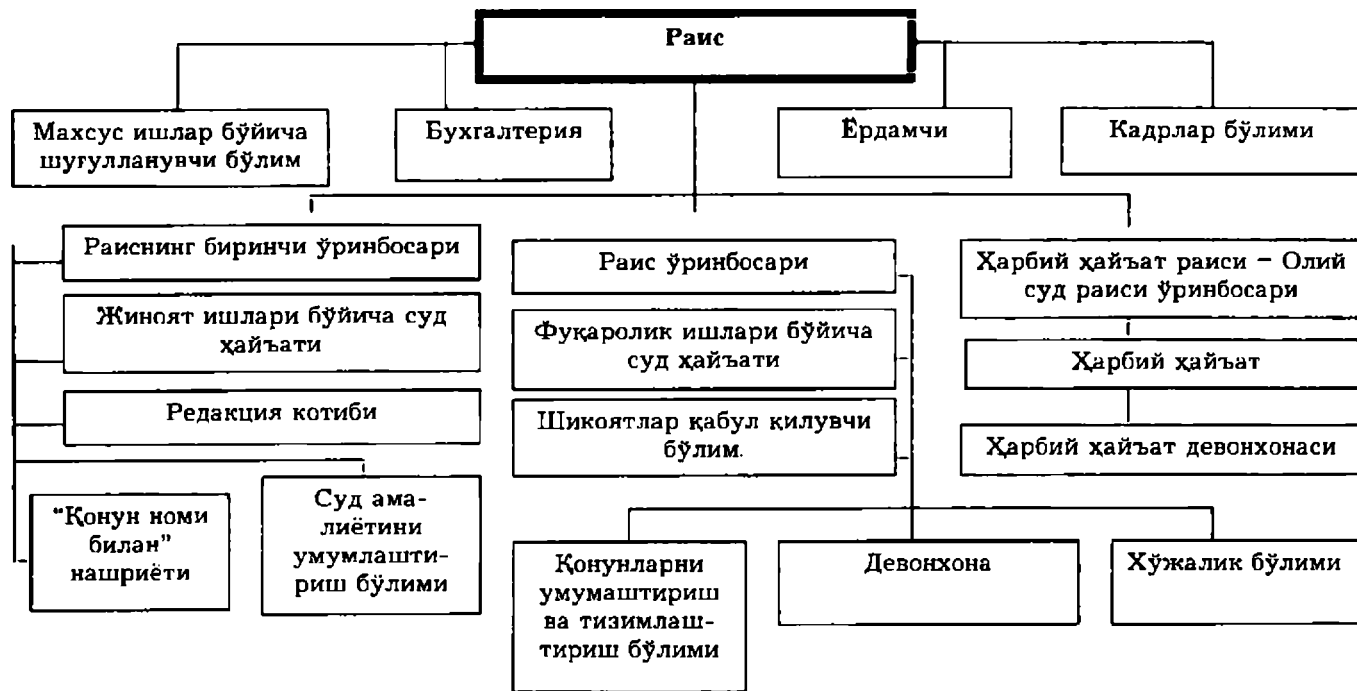 Раис
Махсус ишлар бўйича
шуғулланувчи бўлим
Бухгалтерия
Ёрдамчи
Кадрлар бўлими
Раиснинг биринчи ўринбосари
Жиноят ишлари бўйича суд
ҳайъати
Редакция котиби
"Қонун номи
билан"
нашриёти
Суд ама-
лиётини
умумлашти-
риш бўлими
Раис ўринбосари
Фуқаролик ишлари бўйича
суд ҳайъати
Шикоятлар қабул қилувчи
бўлим.
Қонунларни
умумаштириш
ва тизимлаш-
тириш бўлими
Девонхона
Хўжалик бўлими
Ҳарбий ҳайъат раиси – Олий
суд раиси ўринбосари
Ҳарбий ҳайъат
Ҳарбий ҳайъат девонхонаси